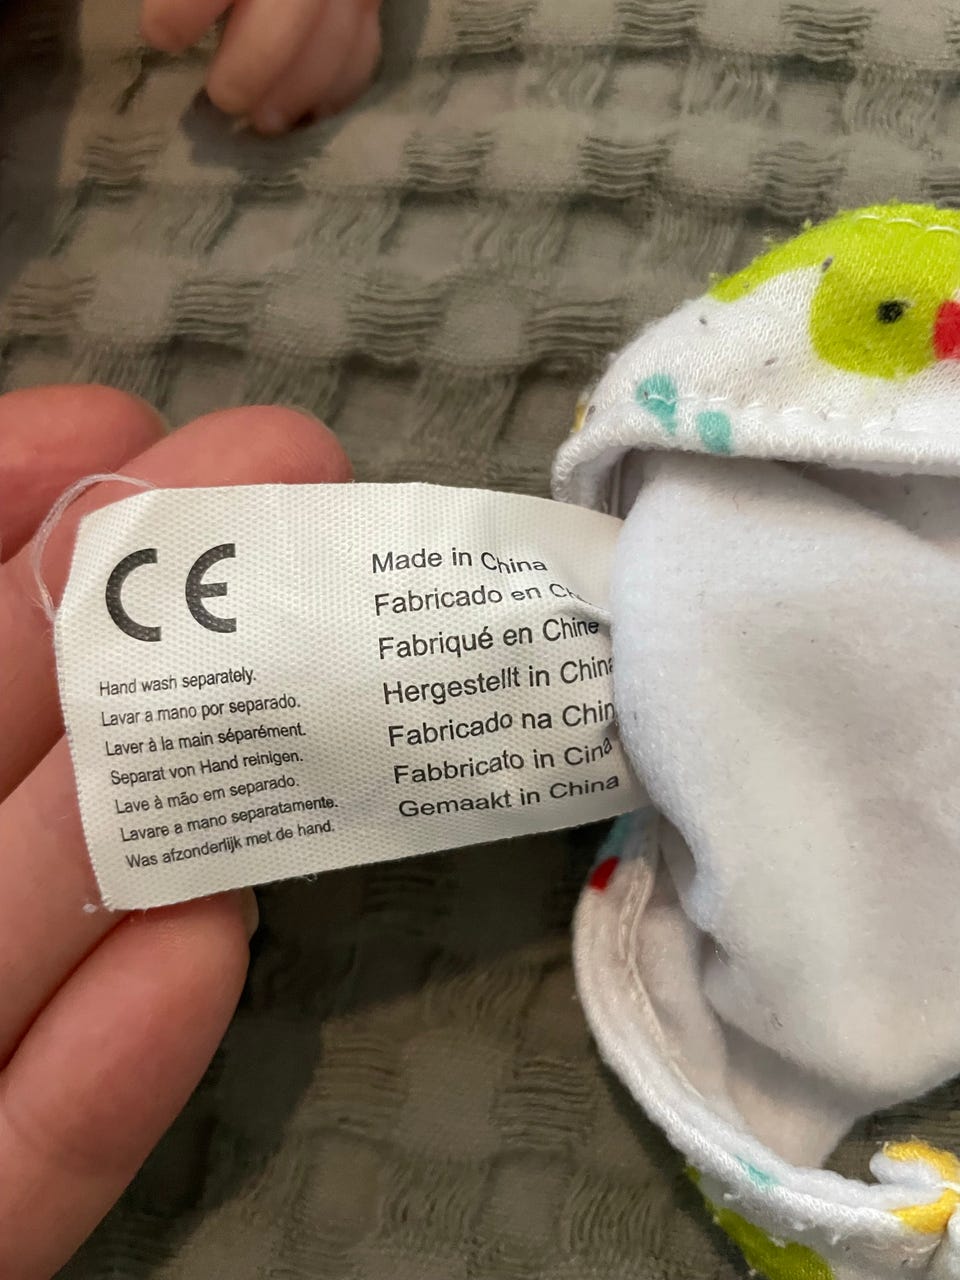 CE
Hand wash separately.
Lavar a mano por separado.
Laver à la main séparément.
Separat von Hand reinigen.
Lave à mão em separado.
Lavare a mano separatamente.
Was afzonderlijk met de hand.
Made in China
Fabricado en
Fabriqué en Chine
Hergestellt in China
Fabricado na
Fabbricato in Cina
Gemaakt in China